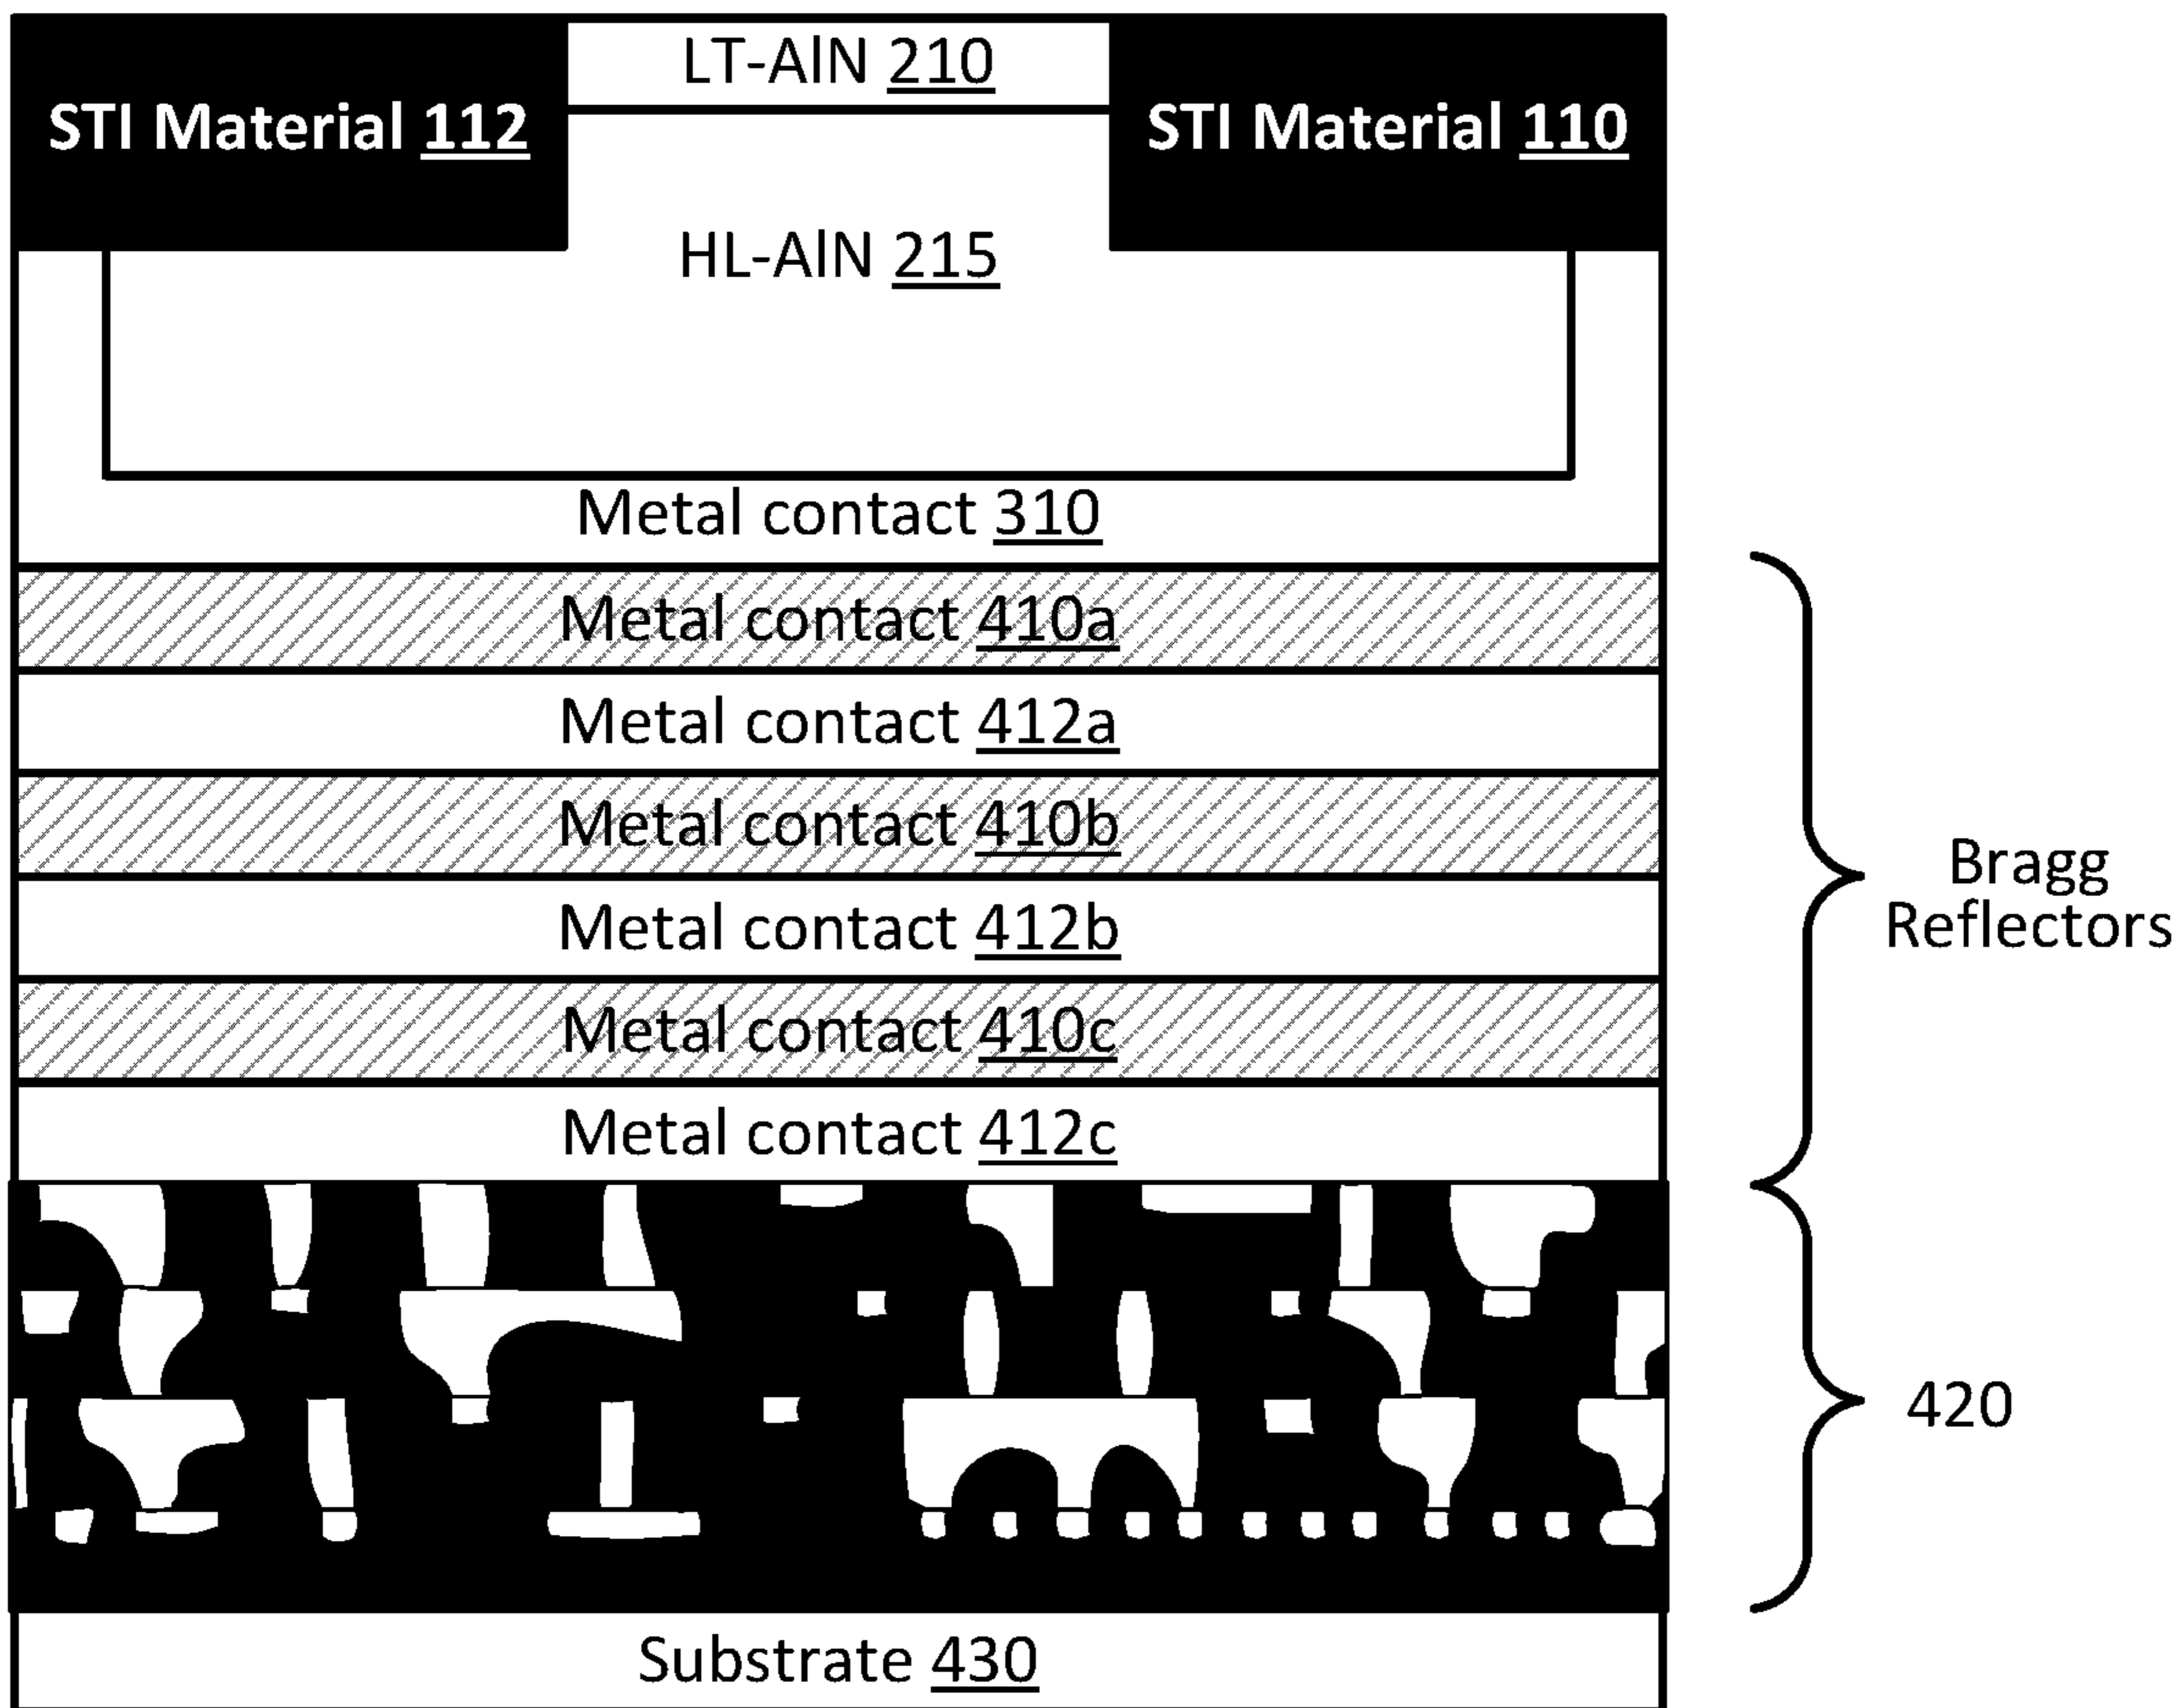 LT-AlN 210
STI Material 112
STI Material 110
HL-AlN 215
Metal contact 310
Metal contact 410a
Metal contact 412a
Metal contact 410b
Metal contact 412b
Metal contact 410c
Metal contact 412c
Bragg
Reflectors
420
Substrate 430